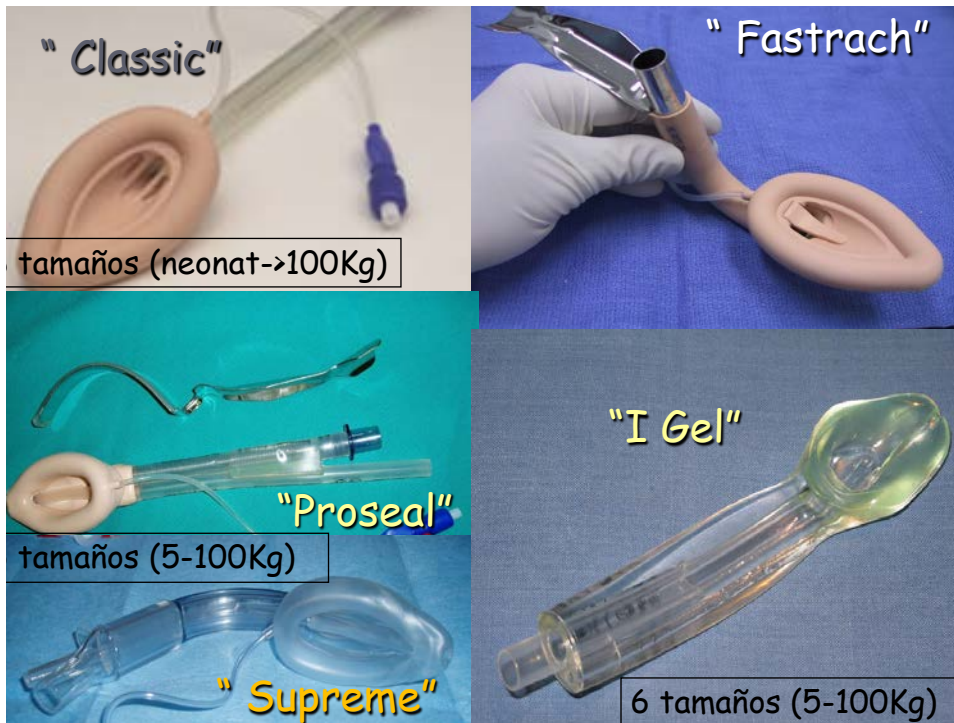 “ Classic”
“ Fastrach”
tamaños (neonat->100Kg)
“I Gel”
“Proseal”
tamaños (5-100Kg)
“ Supreme”
6 tamaños (5-100Kg)